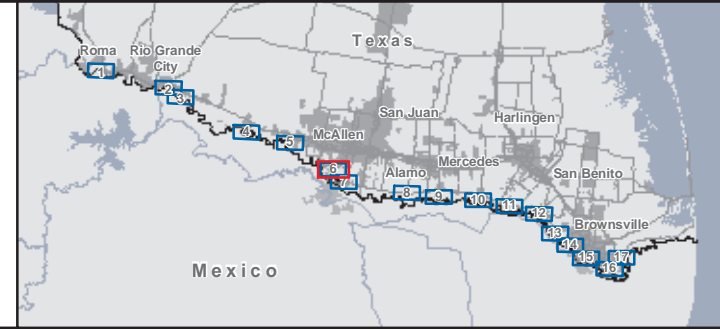 Texas
Roma
Rio Grande
City
1
2
3
San Juan
Harlingen
4
McAllen
5
Mercedes
6
Alamo
San Benito
7
8
9
10
11
12
Brownsville
13
14
15
17
16
Mexico